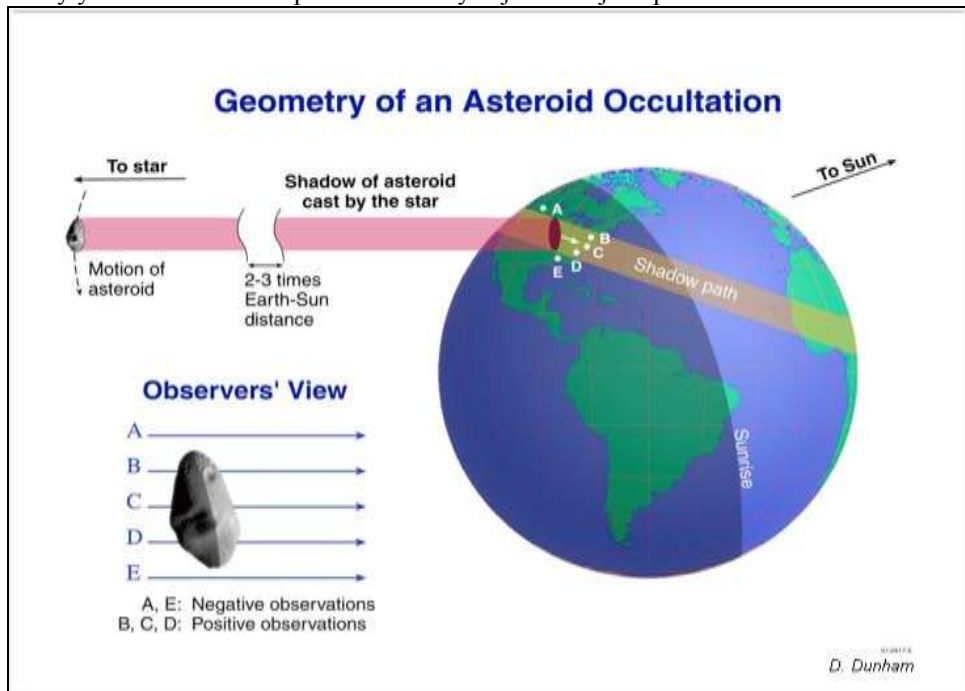 Geometry of an Asteroid Occultation
To star
Shadow of asteroid
cast by the star
To Sun
A
B
C
D
E
Motion of
asteroid
2-3 times
Earth-Sun
distance
Shadow path
Sunrise
Observers' View
A
B
C
D
E
A, E: Negative observations
B, C, D: Positive observations
D. Dunham